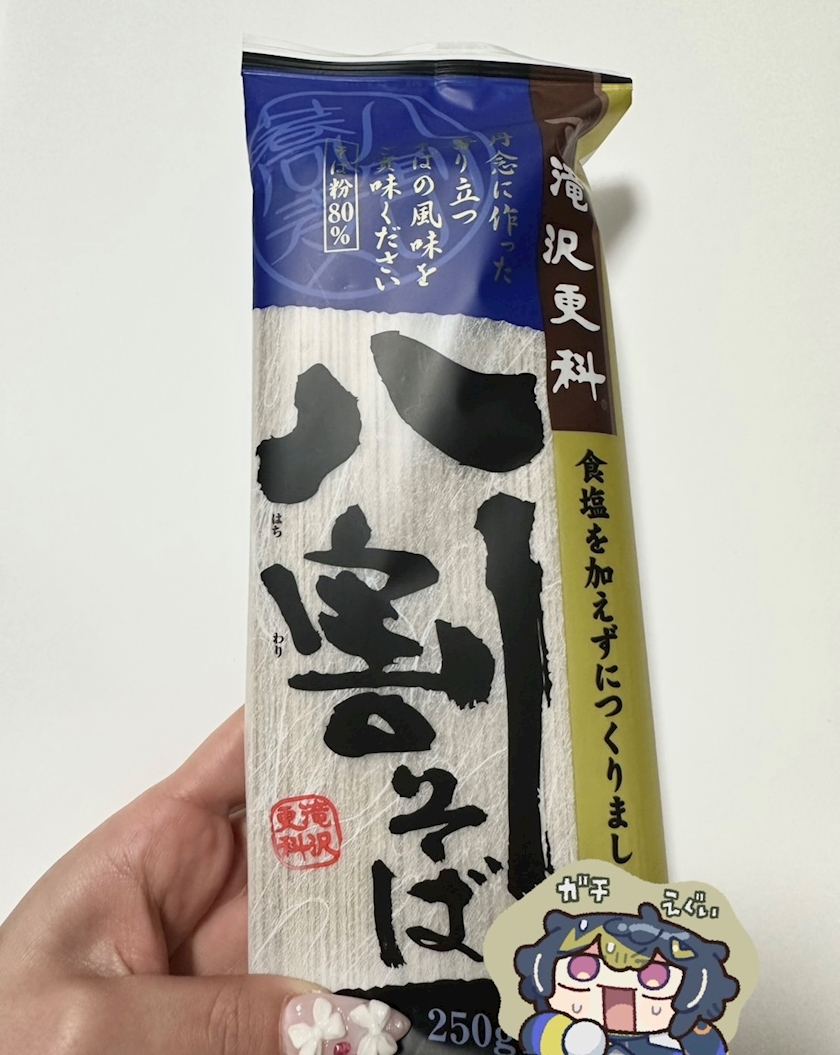 丹念に作った
香り立つ
そばの風味を
ご賞味ください
そば粉80%
滝沢更科
食塩を加えずにつくりまし
八割そば
はち
わり
滝沢
更科
250g
ガチ
えぐい